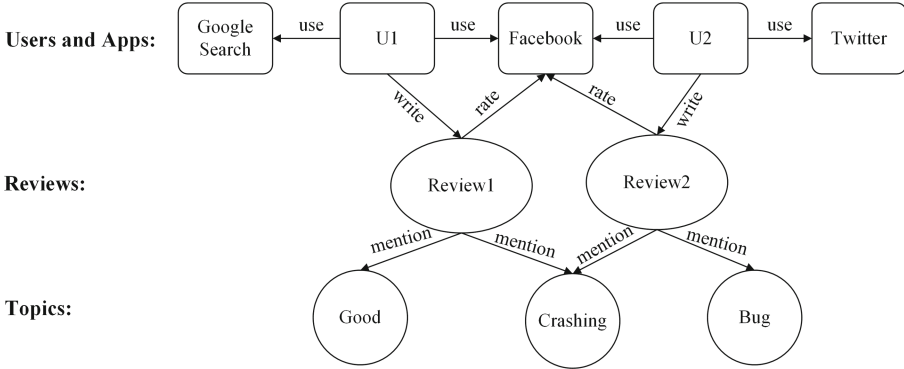 Users and Apps:
Google
Search
use
U1
use
Facebook
use
U2
use
Twitter
write
rate
rate
write
Reviews:
Review1
Review2
mention
mention
mention
mention
Topics:
Good
Crashing
Bug